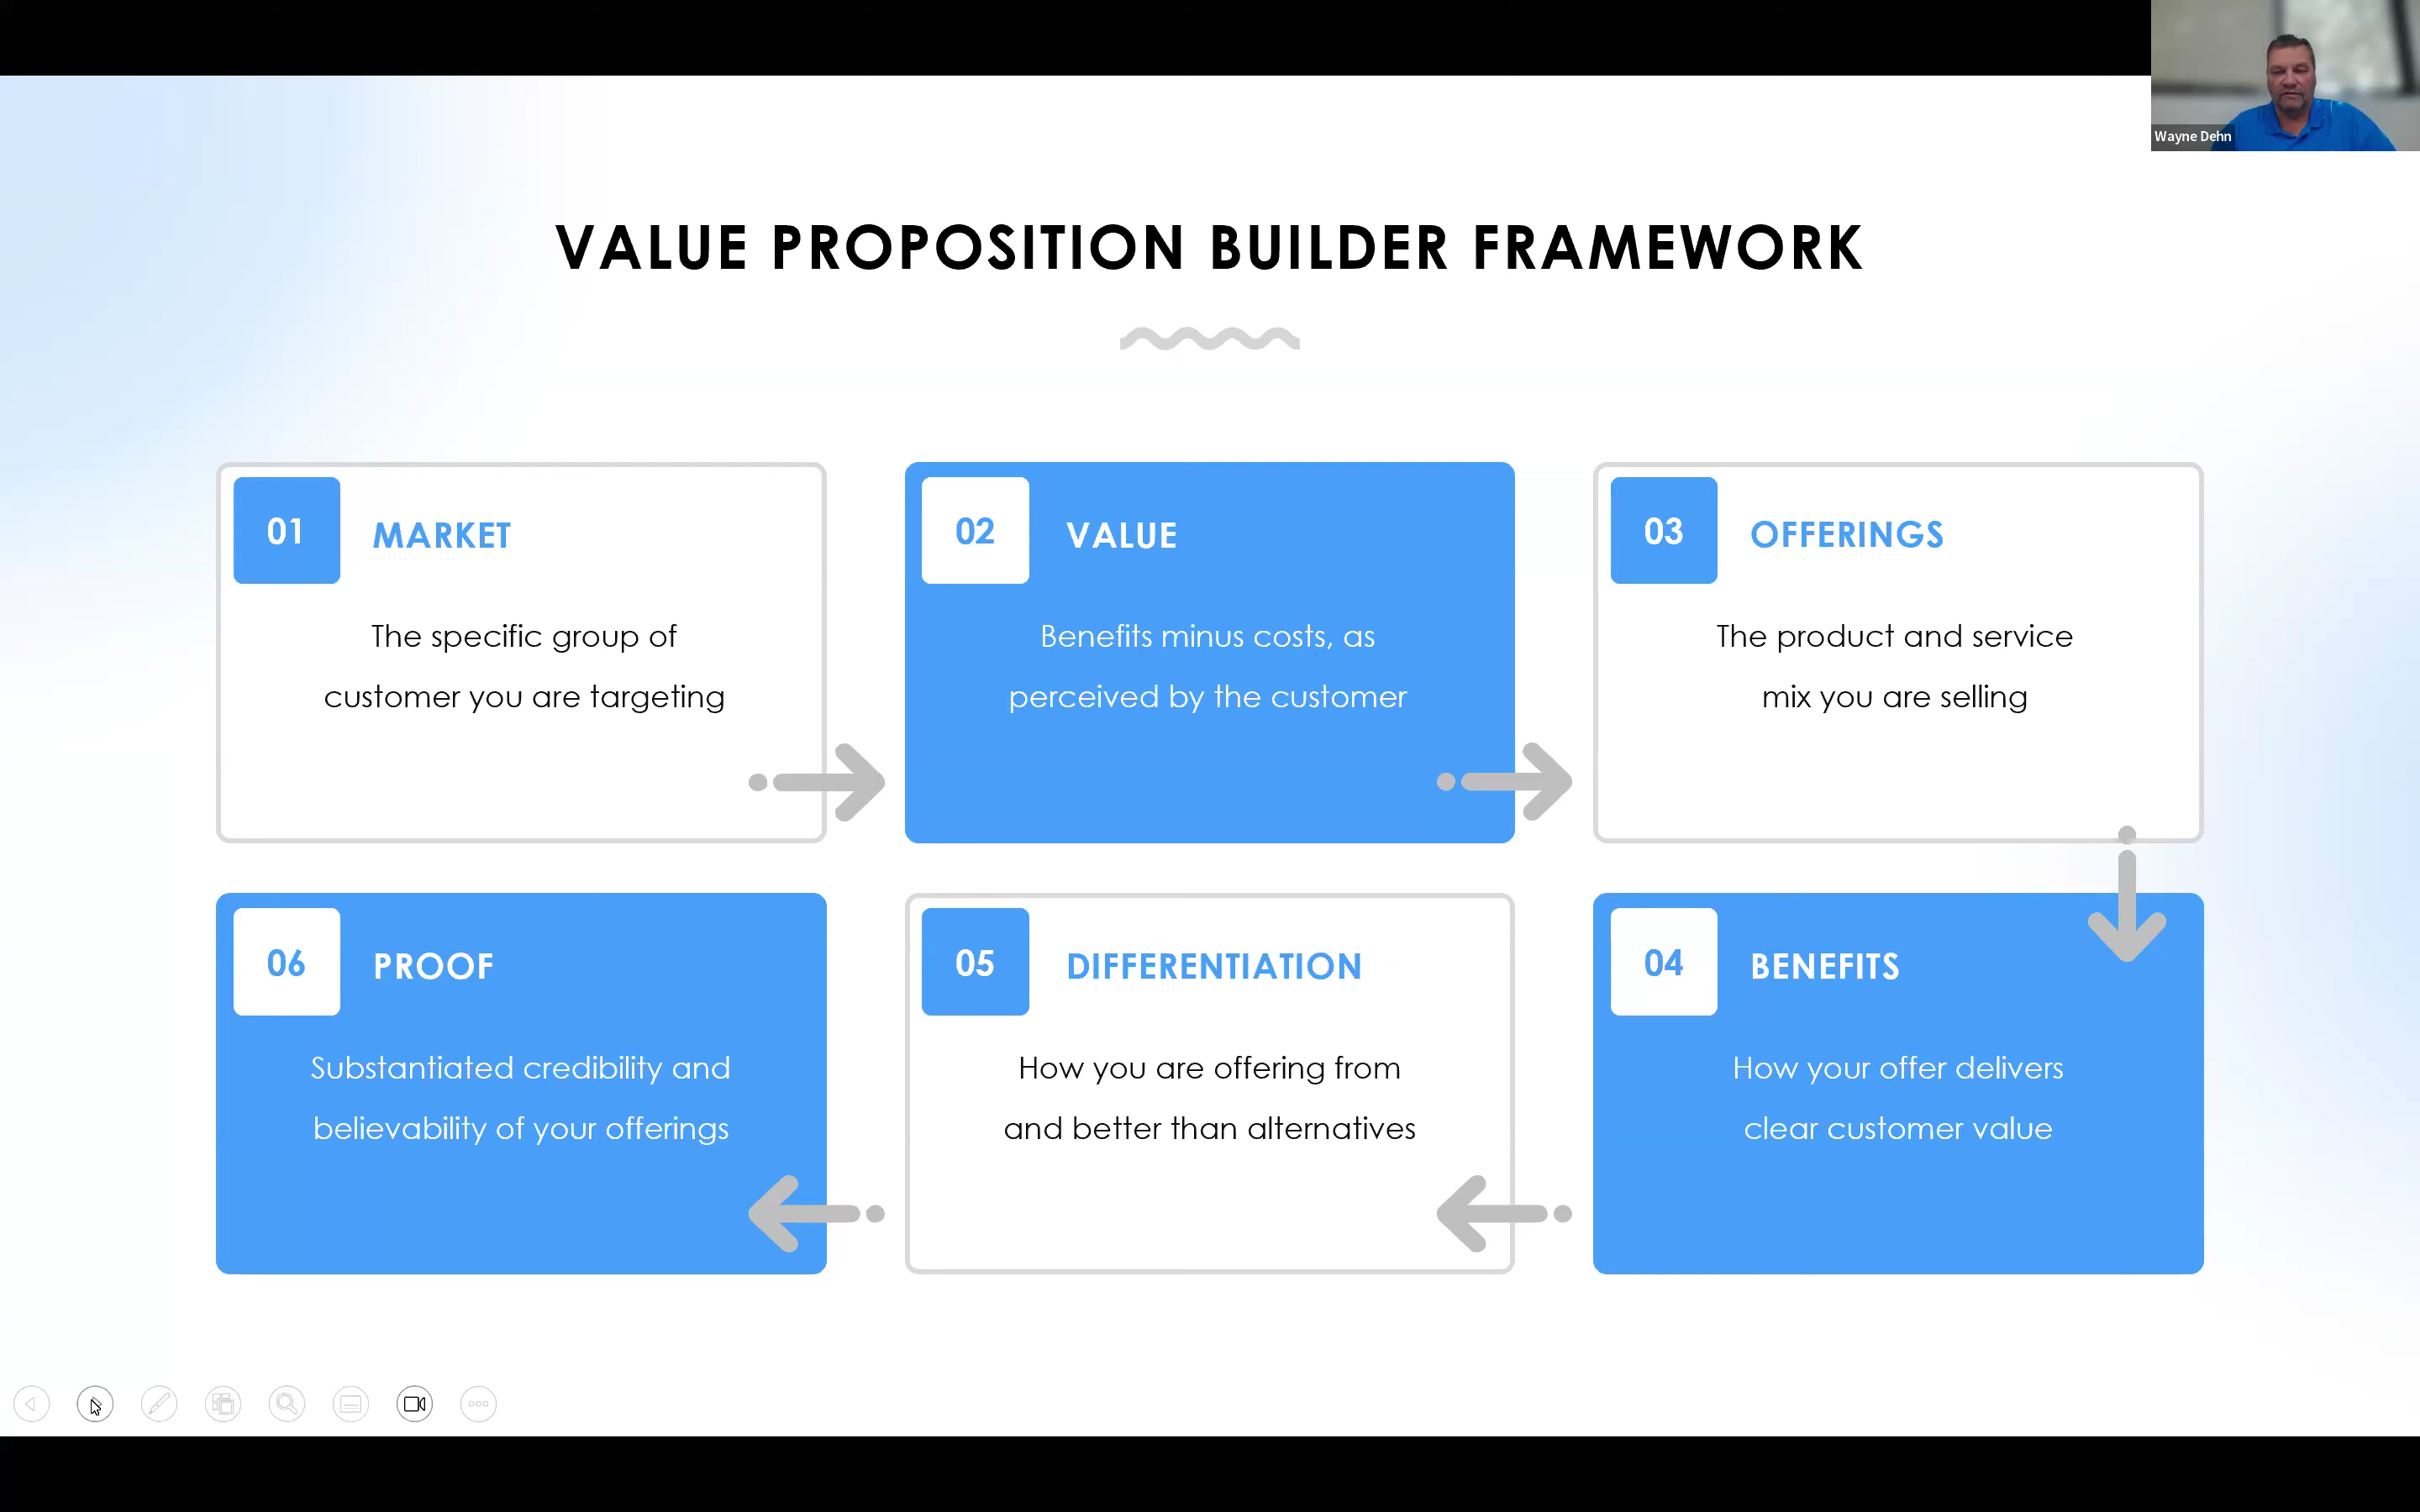 Wayne Dehn
VALUE PROPOSITION BUILDER FRAMEWORK
01
MARKET
The specific group of
customer you are targeting
02
VALUE
Benefits minus costs, as
perceived by the customer
03
OFFERINGS
The product and service
mix you are selling
04
BENEFITS
How your offer delivers
clear customer value
05
DIFFERENTIATION
How you are offering from
and better than alternatives
06
PROOF
Substantiated credibility and
believability of your offerings